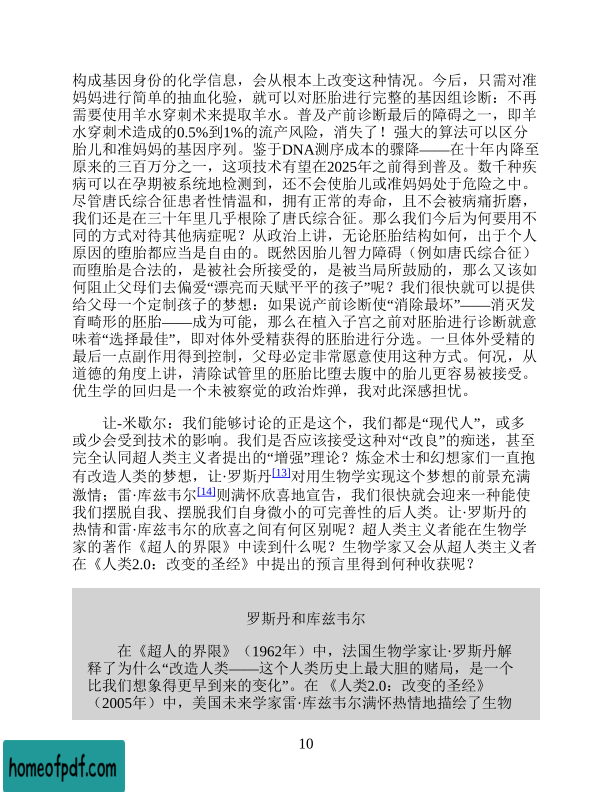 构成基因身份的化学信息，会从根本上改变这种情况。今后，只需对准
妈妈进行简单的抽血化验，就可以对胚胎进行完整的基因组诊断：不再
需要使用羊水穿刺术来提取羊水。普及产前诊断最后的障碍之一，即羊
水穿刺术造成的0.5%到1%的流产风险，消失了！强大的算法可以区分
胎儿和准妈妈的基因序列。鉴于DNA测序成本的骤降——在十年内降至
原来的三百万分之一，这项技术有望在2025年之前得到普及。数千种疾
病可以在孕期被系统地检测到，还不会使胎儿或准妈妈处于危险之中。
尽管唐氏综合征患者性情温和，拥有正常的寿命，且不会被病痛折磨，
我们还是在三十年里几乎根除了唐氏综合征。那么我们今后为何要用不
同的方式对待其他病症呢？从政治上讲，无论胚胎结构如何，出于个人
原因的堕胎都应当是自由的。既然因胎儿智力障碍（例如唐氏综合征）
而堕胎是合法的，是被社会所接受的，是被当局所鼓励的，那么又该如
何阻止父母们去偏爱“漂亮而天赋平平的孩子”呢？我们很快就可以提供
给父母一个定制孩子的梦想：如果说产前诊断使“消除最坏”——消灭发
育畸形的胚胎——成为可能，那么在植入子宫之前对胚胎进行诊断就意
味着“选择最佳”，即对体外受精获得的胚胎进行分选。一旦体外受精的
最后一点副作用得到控制，父母必定非常愿意使用这种方式。何况，从
道德的角度上讲，清除试管里的胚胎比堕去腹中的胎儿更容易被接受。
优生学的回归是一个未被察觉的政治炸弹，我对此深感担忧。
让-米歇尔：我们能够讨论的正是这个，我们都是“现代人”，或多
或少会受到技术的影响。我们是否应该接受这种对“改良”的痴迷，甚至
完全认同超人类主义者提出的“增强”理论？炼金术士和幻想家们一直抱
有改造人类的梦想，让·罗斯丹[13]对用生物学实现这个梦想的前景充满
激情；雷·库兹韦尔[14]则满怀欣喜地宣告，我们很快就会迎来一种能使
我们摆脱自我、摆脱我们自身微小的可完善性的后人类。让·罗斯丹的
热情和雷·库兹韦尔的欣喜之间有何区别呢？超人类主义者能在生物学
家的著作《超人的界限》中读到什么呢？生物学家又会从超人类主义者
在《人类2.0：改变的圣经》中提出的预言里得到何种收获呢？
罗斯丹和库兹韦尔
在《超人的界限》（1962年）中，法国生物学家让·罗斯丹解
释了为什么“改造人类——这个人类历史上最大胆的赌局，是一个
比我们想象得更早到来的变化”。在 《人类2.0：改变的圣经》
（2005年）中，美国未来学家雷·库兹韦尔满怀热情地描绘了生物
10
homeofpdf.com